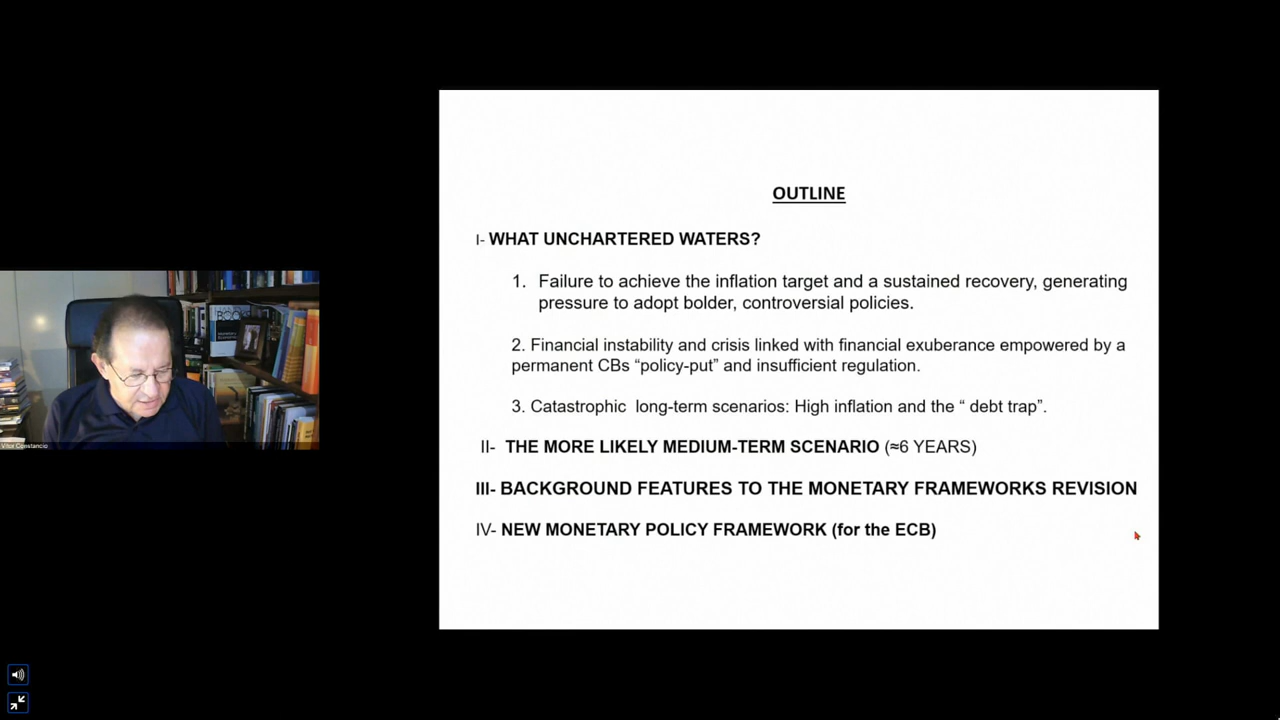 OUTLINE
I- WHAT UNCHARTERED WATERS?
1. Failure to achieve the inflation target and a sustained recovery, generating
pressure to adopt bolder, controversial policies.
2. Financial instability and crisis linked with financial exuberance empowered by a
permanent CBs “policy-put” and insufficient regulation.
3. Catastrophic long-term scenarios: High inflation and the “ debt trap”.
II- THE MORE LIKELY MEDIUM-TERM SCENARIO (≈6 YEARS)
III- BACKGROUND FEATURES TO THE MONETARY FRAMEWORKS REVISION
IV- NEW MONETARY POLICY FRAMEWORK (for the ECB)
Vitor Constancio